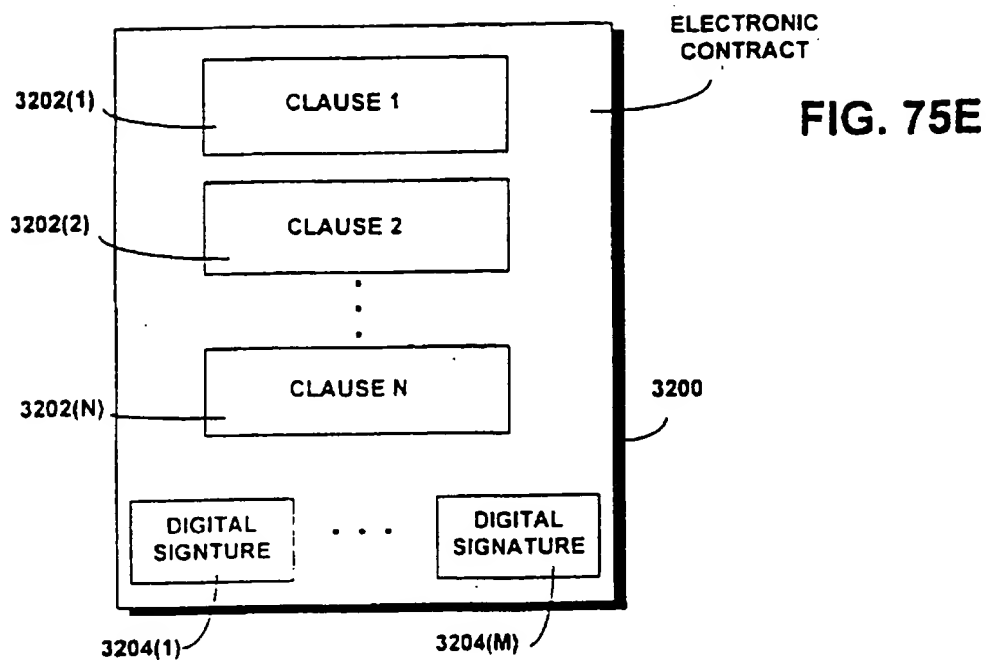 ELECTRONIC
CONTRACT
FIG. 75E
3202(1)
CLAUSE 1
3202(2)
CLAUSE 2
3202(N)
CLAUSE N
3200
DIGITAL
SIGNTURE
. . .
DIGITAL
SIGNATURE
3204(1)
3204(M)